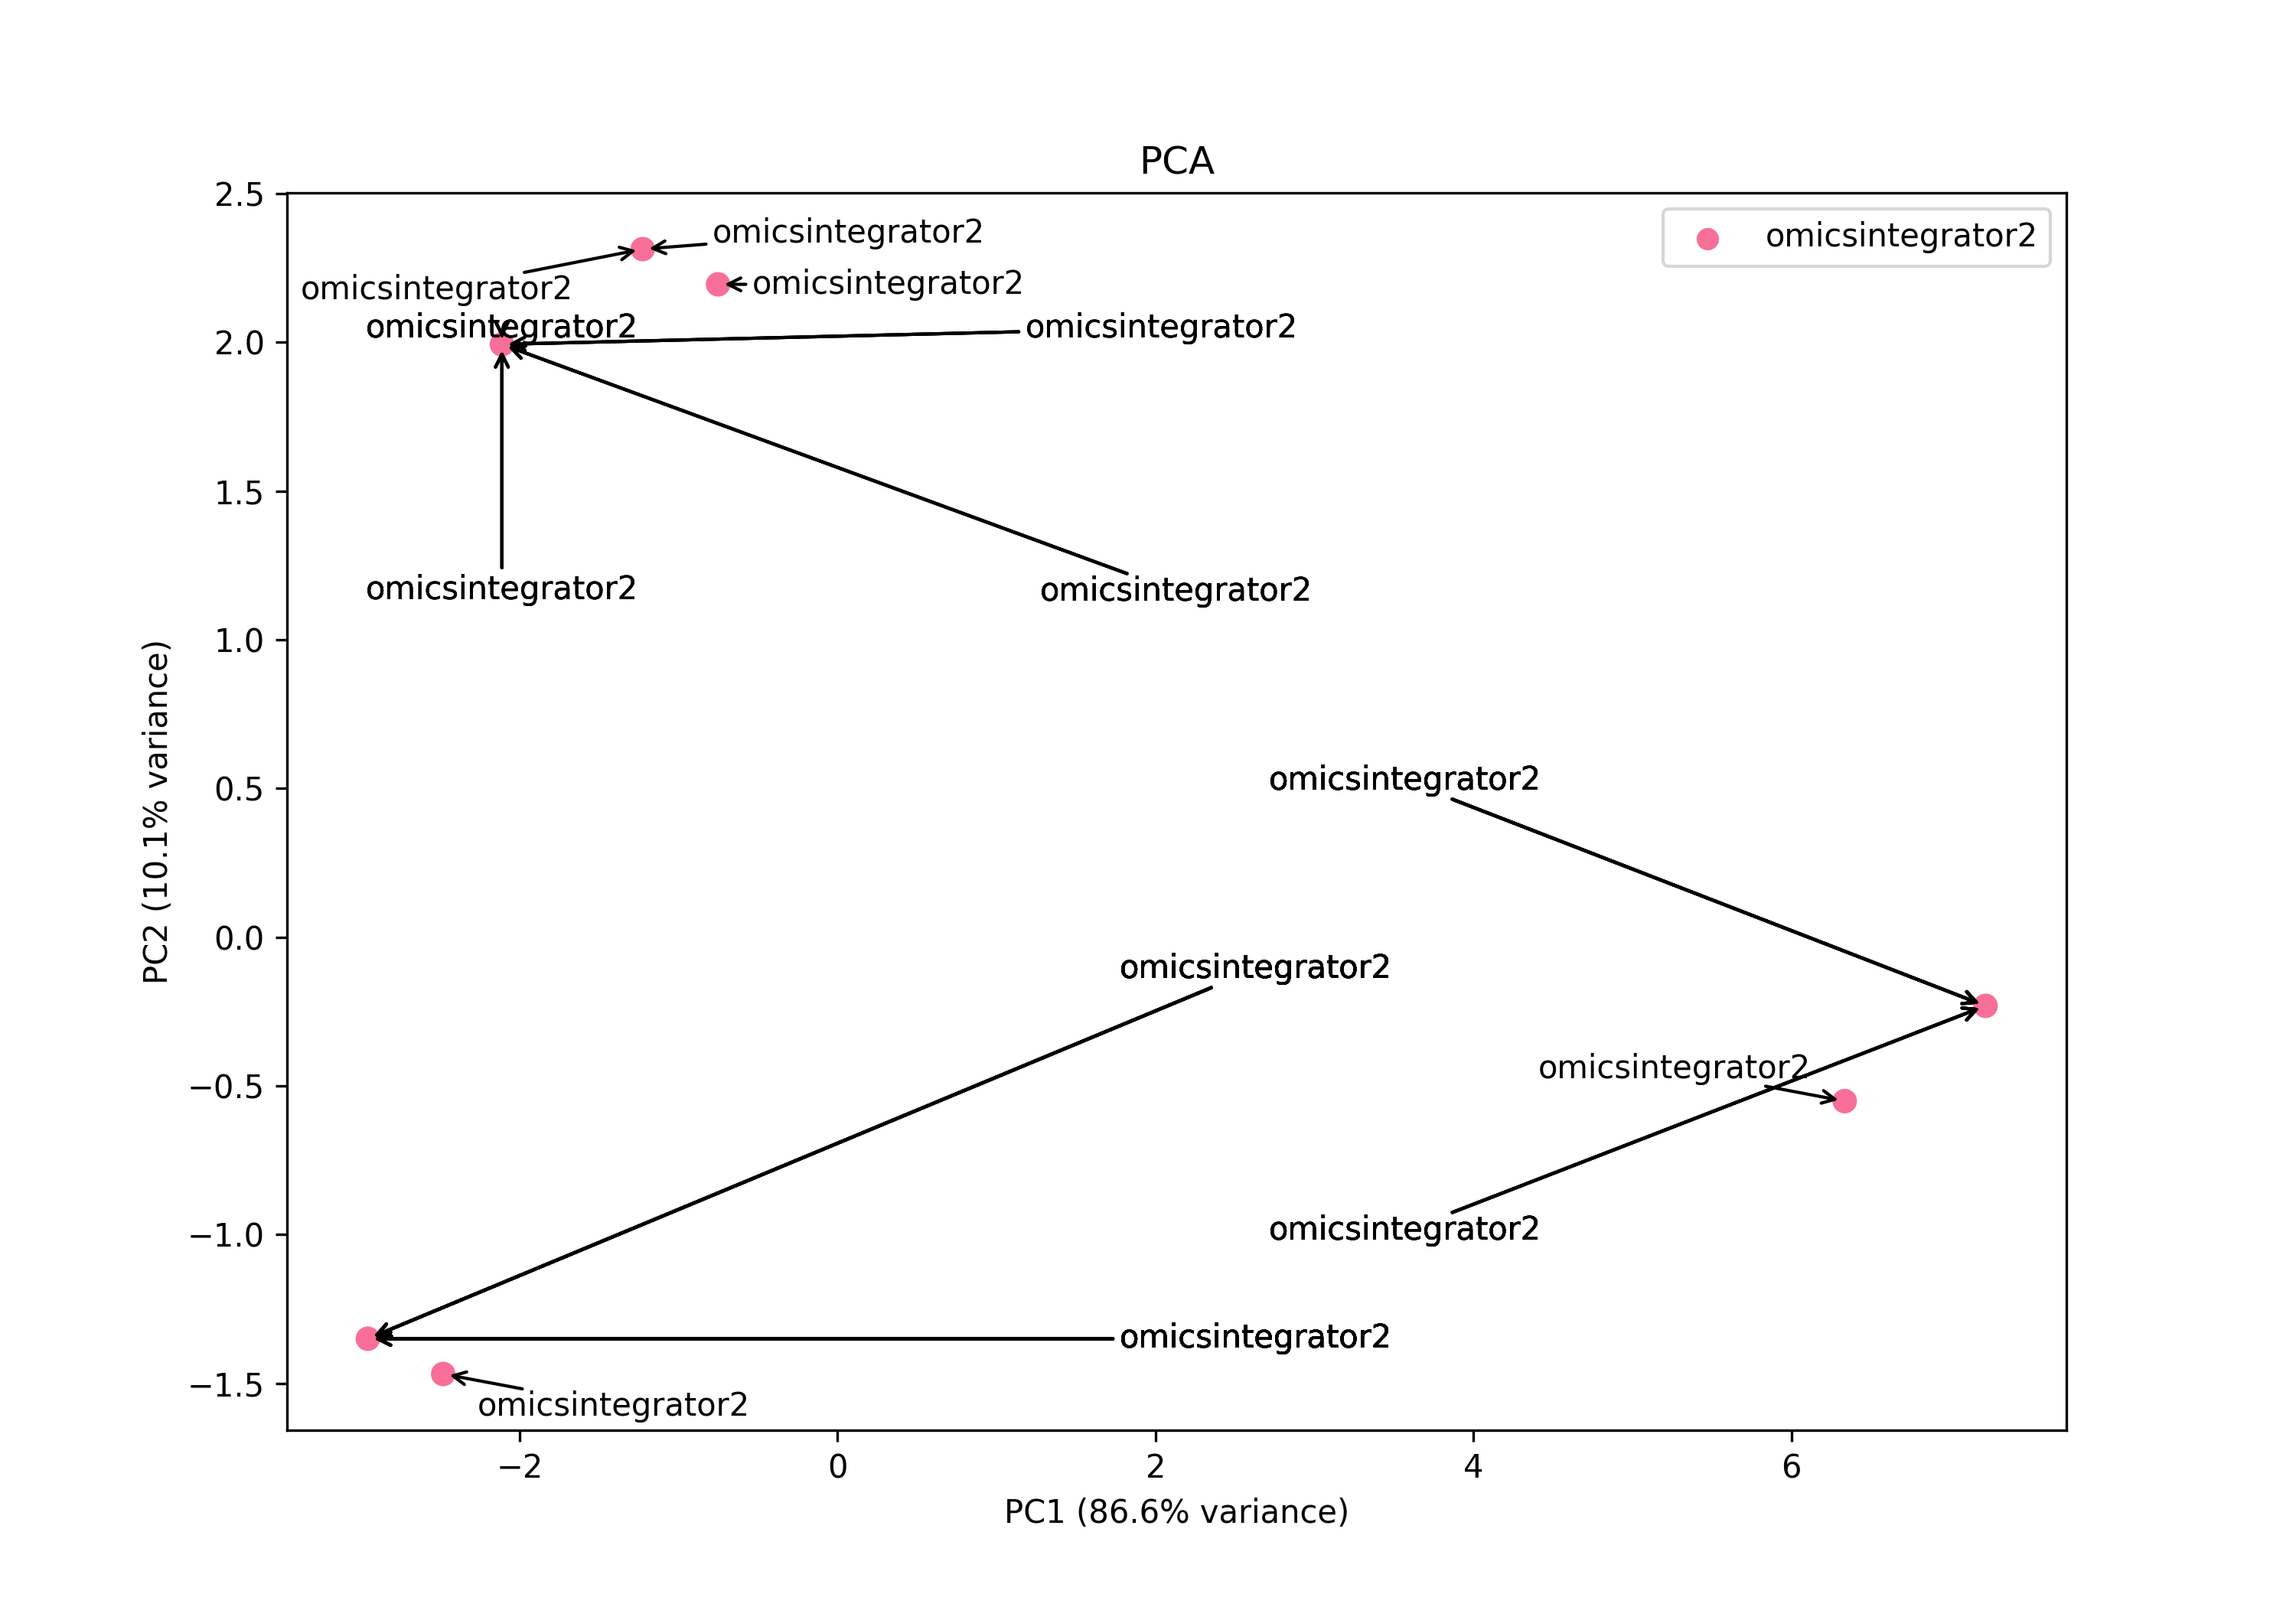 PCA
2.5
omicsintegrator2
omicsintegrator2
omicsintegrator2
omicsintegrator2
omicsintegrator2
omicsintegrator2
2.0
1.5
omicsintegrator2
omicsintegrator2
1.0
omicsintegrator2
0.5
omicsintegrator2
0.0
omicsintegrator2
−0.5
omicsintegrator2
−1.0
omicsintegrator2
omicsintegrator2
−1.5
−2
0
2
4
6
PC1 (86.6% variance)
PC2 (10.1% variance)